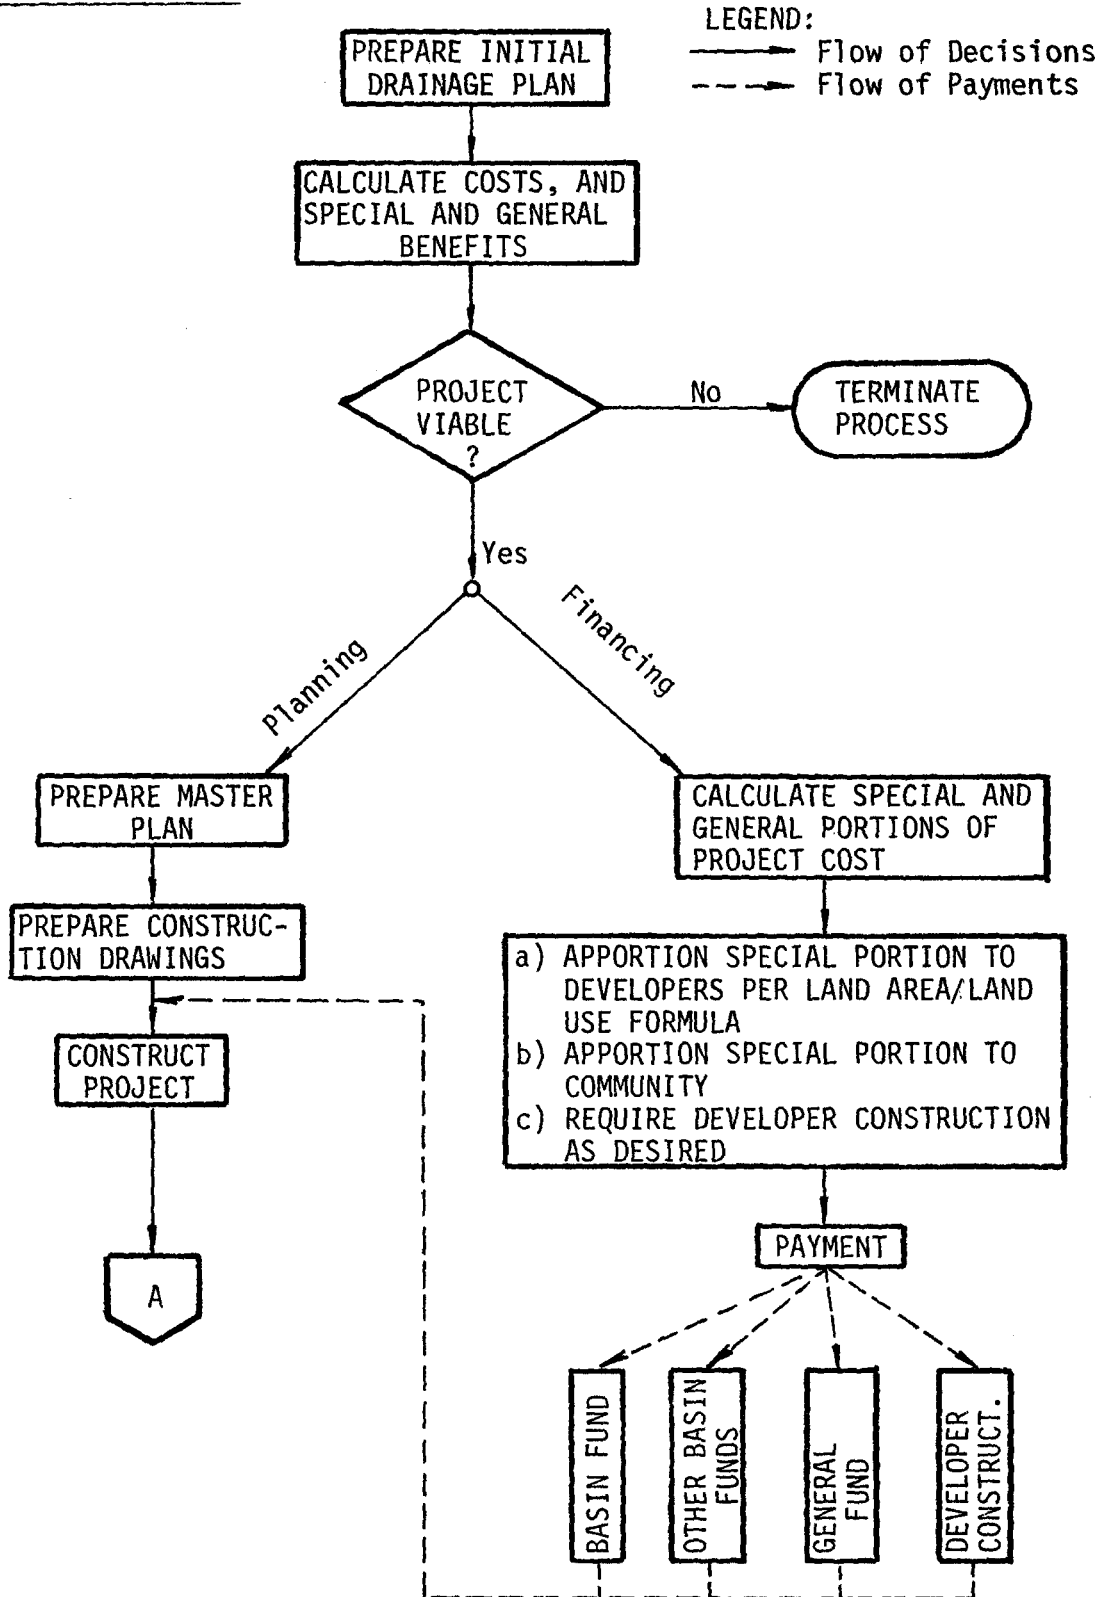 LEGEND:
Flow of Decisions
Flow of Payments
PREPARE INITIAL
DRAINAGE PLAN
CALCULATE COSTS, AND
SPECIAL AND GENERAL
BENEFITS
PROJECT
VIABLE
?
No
TERMINATE
PROCESS
Yes
Planning
Financing
PREPARE MASTER
PLAN
PREPARE CONSTRUC-
TION DRAWINGS
CONSTRUCT
PROJECT
A
CALCULATE SPECIAL AND
GENERAL PORTIONS OF
PROJECT COST
a) APPORTION SPECIAL PORTION TO
DEVELOPERS PER LAND AREA/LAND
USE FORMULA
b) APPORTION SPECIAL PORTION TO
COMMUNITY
c) REQUIRE DEVELOPER CONSTRUCTION
AS DESIRED
PAYMENT
BASIN FUND
OTHER BASIN
FUNDS
GENERAL
FUND
DEVELOPER
CONSTRUCT.